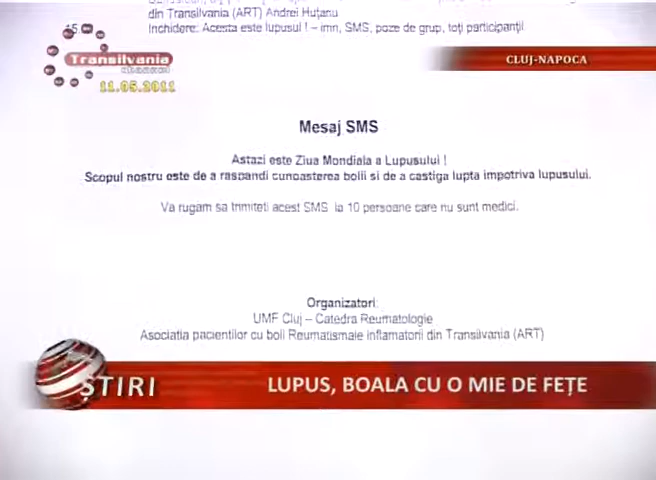 din Transilvania (ART) Andrei Huțanu
Inchidere: Acesta este lupusul ! – imn, SMS, poze de grup, toți participanții
Transilvania
channel
11.05.2011
CLUJ-NAPOCA
Mesaj SMS
Astazi este Ziua Mondiala a Lupusului !
Scopul nostru este de a raspandi cunoasterea bolii si de a castiga lupta impotriva lupusului.
Va rugam sa trimiteti acest SMS la 10 persoane care nu sunt medici.
Organizatori:
UMF Cluj – Catedra Reumatologie
Asociatia pacientilor cu boli Reumatismale inflamatorii din Transilvania (ART)
ȘTIRI
LUPUS, BOALA CU O MIE DE FEȚE